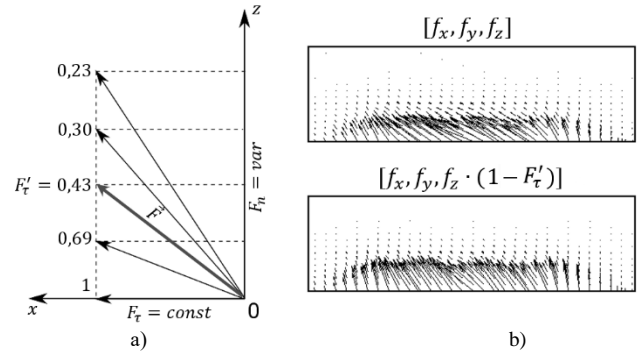 z
0,23
0,30
F′τ = 0,43
0,69
1
x
Fτ = const
0
Fn = var
a)
[fx, fy, fz]
[fx, fy, fz · (1− F′τ)]
b)